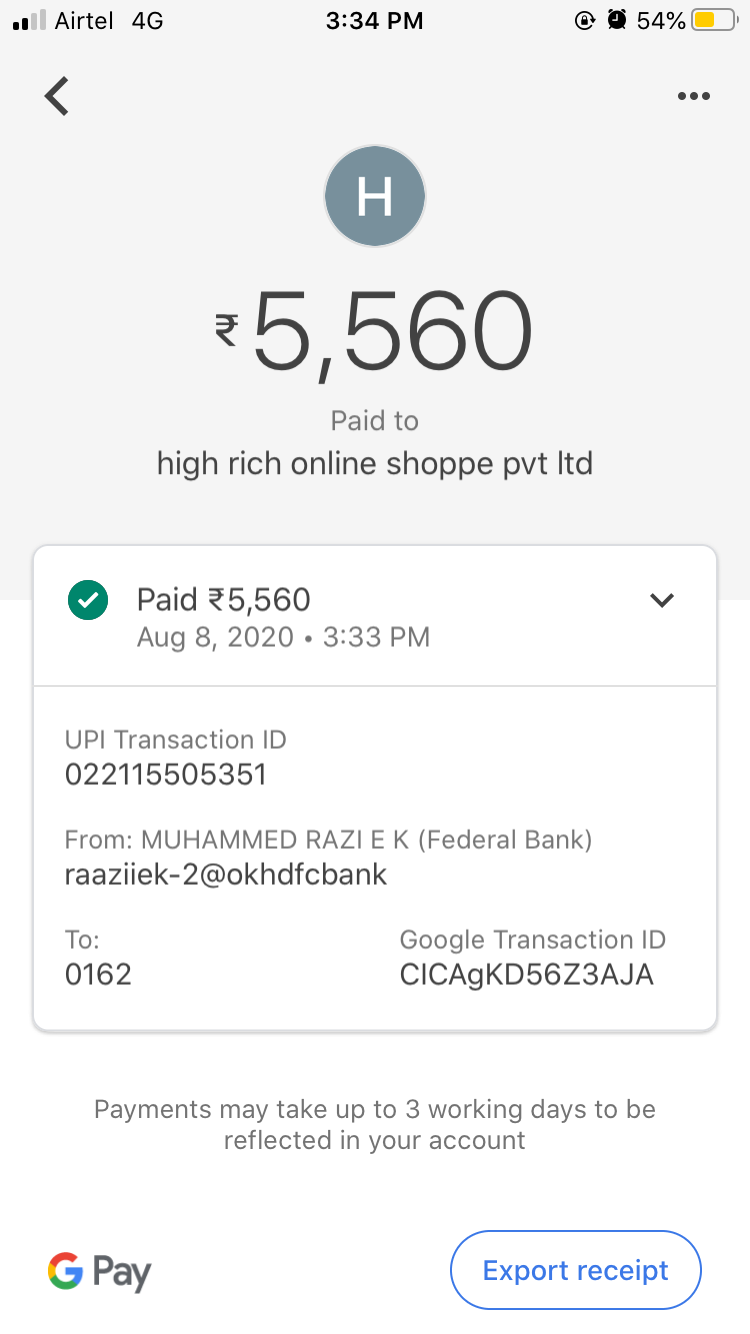 Airtel 4G 3:34 PM 54%
H
₹5,560
Paid to
high rich online shoppe pvt ltd
Paid ₹5,560
Aug 8, 2020 • 3:33 PM
UPI Transaction ID
022115505351
From: MUHAMMED RAZI E K (Federal Bank)
raaziiek-2@okhdfcbank
To: Google Transaction ID
0162 CICAgKD56Z3AJA
Payments may take up to 3 working days to be
reflected in your account
G Pay Export receipt